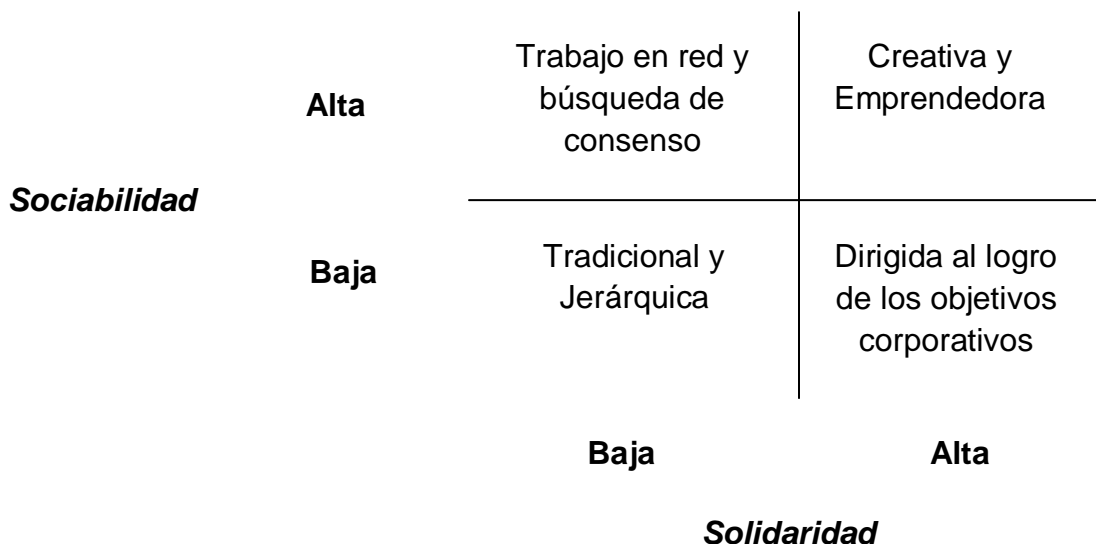 Trabajo en red y
búsqueda de
consenso
Creativa y
Emprendedora
Alta
Sociabilidad
Baja
Tradicional y
Jerárquica
Dirigida al logro
de los objetivos
corporativos
Baja
Alta
Solidaridad